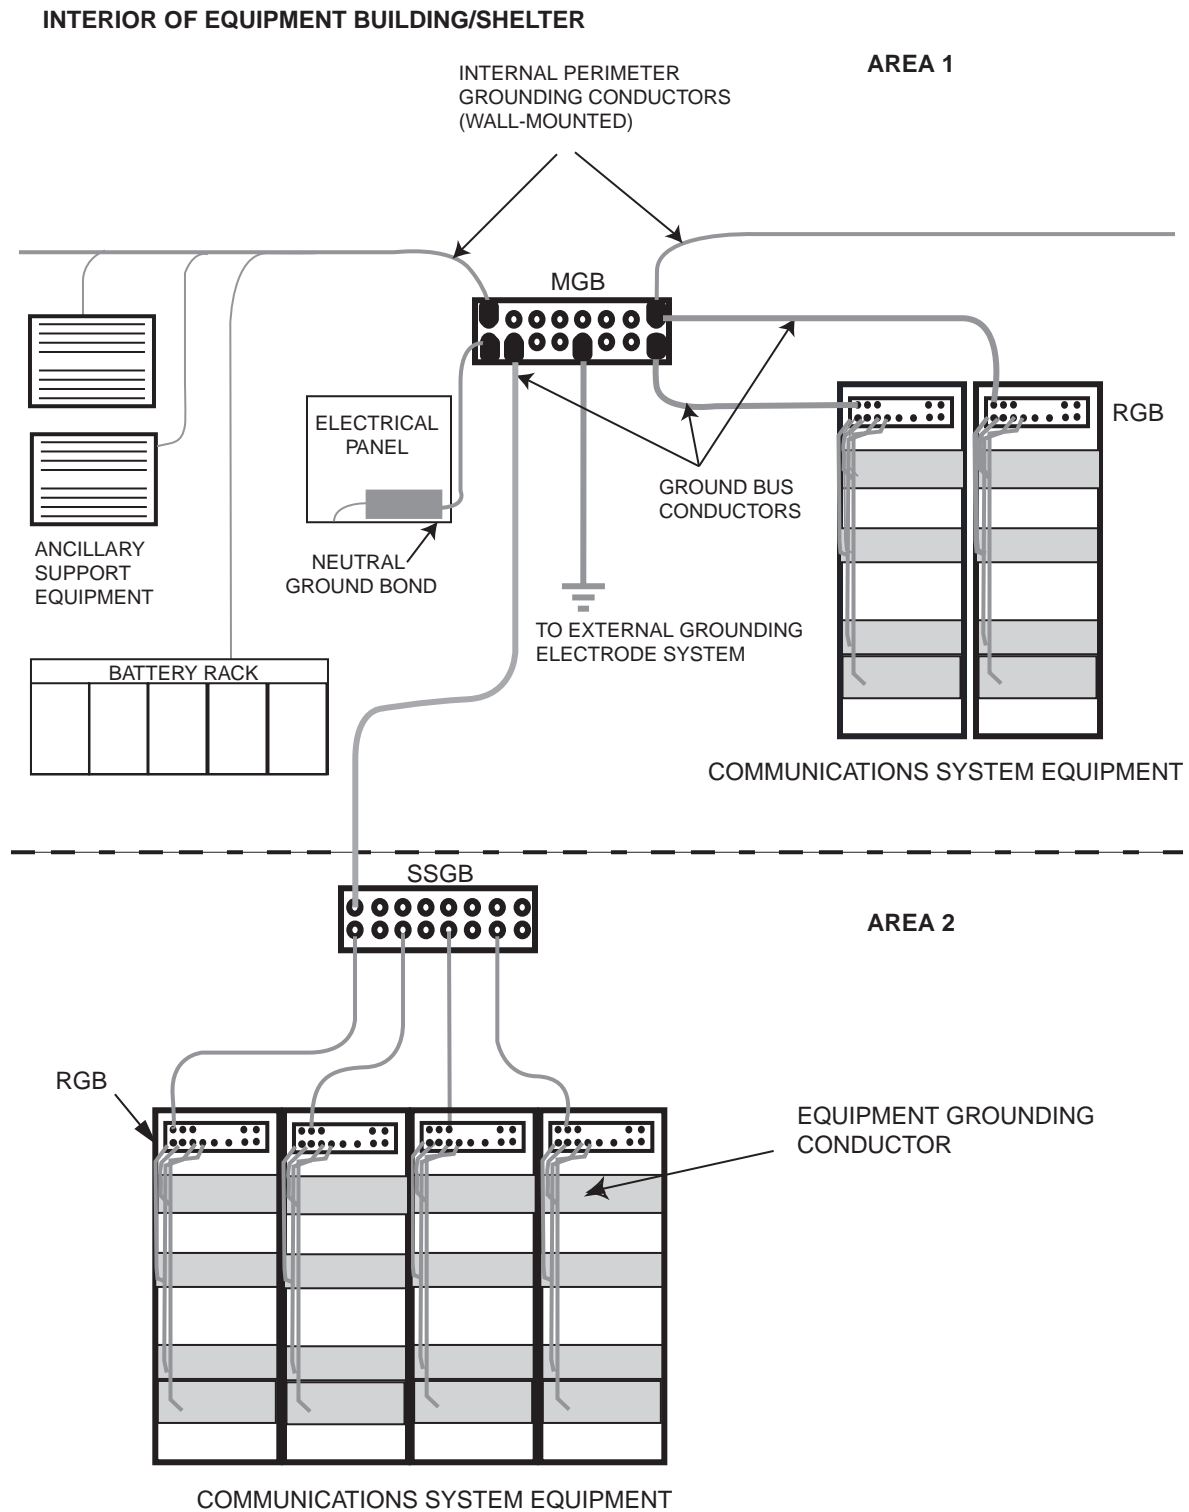 INTERIOR OF EQUIPMENT BUILDING/SHELTER
AREA 1
INTERNAL PERIMETER
GROUNDING CONDUCTORS
(WALL-MOUNTED)
MGB
ELECTRICAL
PANEL
RGB
GROUND BUS
CONDUCTORS
ANCILLARY
SUPPORT
EQUIPMENT
NEUTRAL
GROUND BOND
TO EXTERNAL GROUNDING
ELECTRODE SYSTEM
BATTERY RACK
COMMUNICATIONS SYSTEM EQUIPMENT
SSGB
AREA 2
RGB
EQUIPMENT GROUNDING
CONDUCTOR
COMMUNICATIONS SYSTEM EQUIPMENT